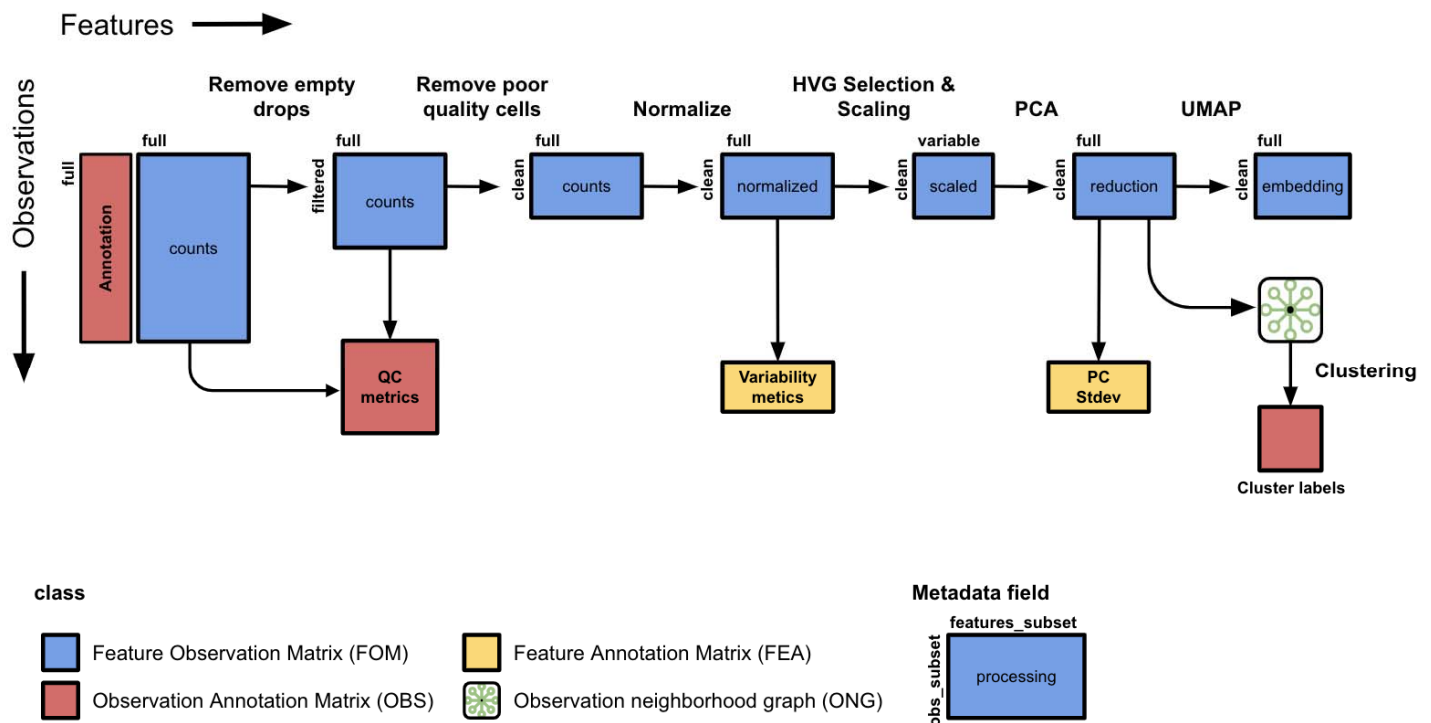 Features
Observations
Remove empty
drops
Remove poor
quality cells
Normalize
HVG Selection &
Scaling
PCA
UMAP
full
Annotation
full
counts
full
filtered
counts
full
clean
counts
full
clean
normalized
variable
clean
scaled
full
clean
reduction
full
clean
embedding
QC
metrics
Variability
metics
PC
Stdev
Clustering
Cluster labels
class
Feature Observation Matrix (FOM)
Observation Annotation Matrix (OBS)
Feature Annotation Matrix (FEA)
Observation neighborhood graph (ONG)
Metadata field
features_subset
obs_subset
processing